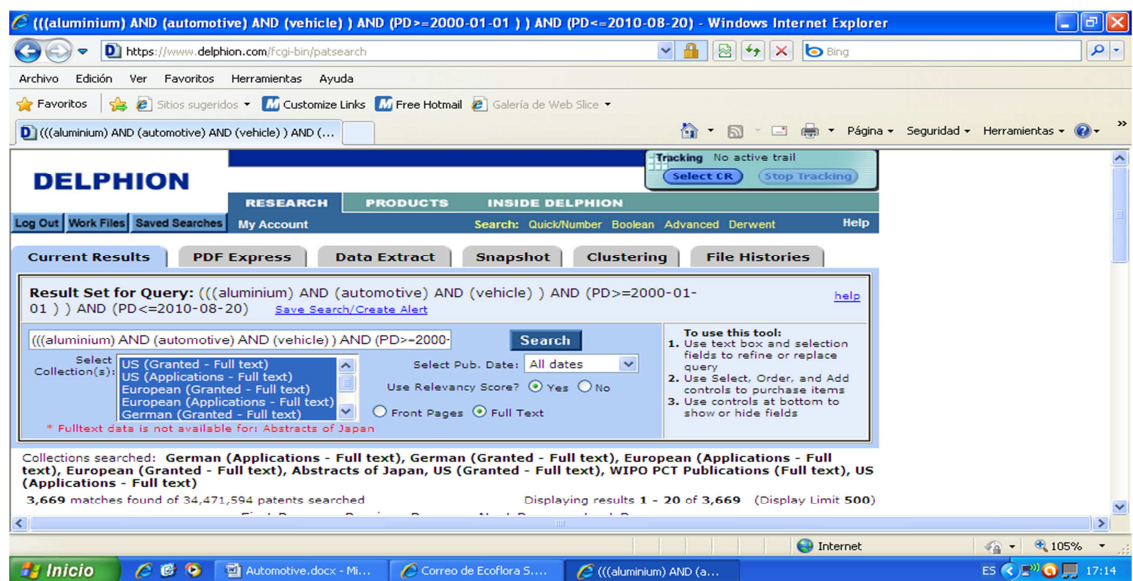 (((aluminium) AND (automotive) AND (vehicle) ) AND (PD>=2000-01-01 ) ) AND (PD<=2010-08-20) - Windows Internet Explorer
https://www.delphion.com/fcgi-bin/patsearch
Bing
Archivo Edición Ver Favoritos Herramientas Ayuda
Favoritos Sitios sugeridos Customize Links Free Hotmail Galería de Web Slice
(((aluminium) AND (automotive) AND (vehicle) ) AND (... Página Seguridad Herramientas
Tracking No active trail
Select CR Stop Tracking
DELPHION
RESEARCH PRODUCTS INSIDE DELPHION
Log Out Work Files Saved Searches My Account Search: Quick/Number Boolean Advanced Derwent Help
Current Results PDF Express Data Extract Snapshot Clustering File Histories
Result Set for Query: (((aluminium) AND (automotive) AND (vehicle) ) AND (PD>=2000-01-
01 ) ) AND (PD<=2010-08-20) Save Search/Create Alert
help
(((aluminium) AND (automotive) AND (vehicle) ) AND (PD>=2000- Search
Select
Collection(s):
US (Granted - Full text)
US (Applications - Full text)
European (Granted - Full text)
European (Applications - Full text)
German (Granted - Full text)
Select Pub. Date: All dates
Use Relevancy Score? Yes No
Front Pages Full Text
* Fulltext data is not available for: Abstracts of Japan
To use this tool:
1. Use text box and selection
fields to refine or replace
query
2. Use Select, Order, and Add
controls to purchase items
3. Use controls at bottom to
show or hide fields
Collections searched: German (Applications - Full text), German (Granted - Full text), European (Applications - Full
text), European (Granted - Full text), Abstracts of Japan, US (Granted - Full text), WIPO PCT Publications (Full text), US
(Applications - Full text)
3,669 matches found of 34,471,594 patents searched Displaying results 1 - 20 of 3,669 (Display Limit 500)
Internet 105%
Inicio Automotive.docx - Mi... Correo de Ecoflora S.... (((aluminium) AND (a... ES 17:14